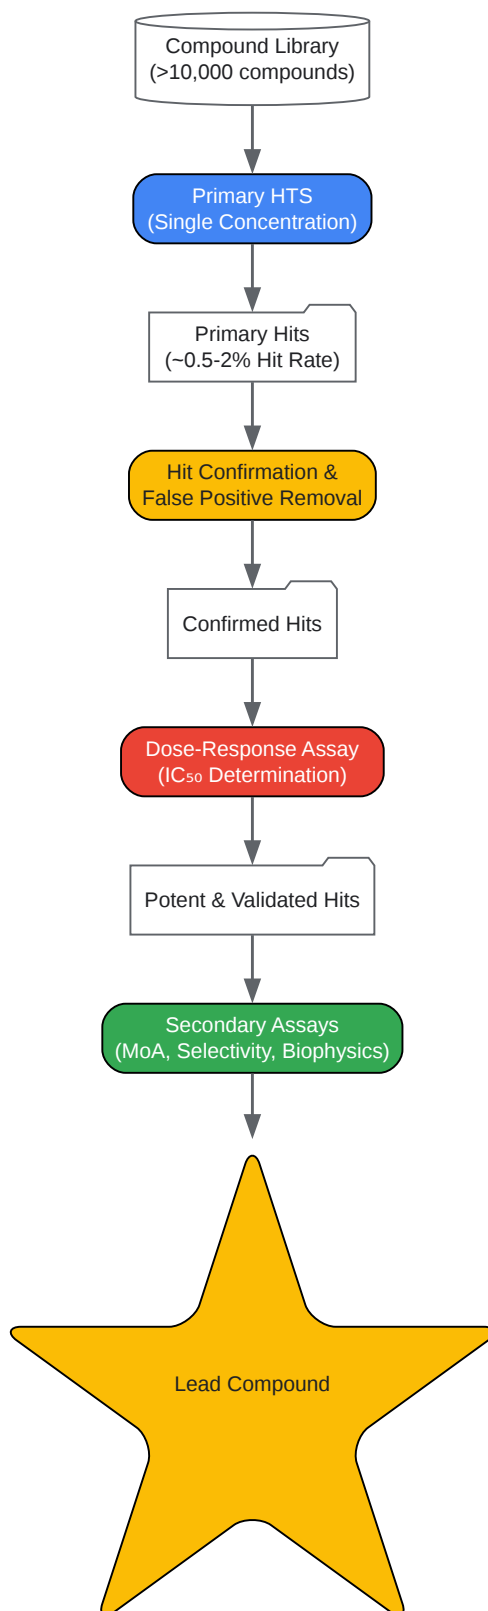 Compound Library
(>10,000 compounds)
Primary HTS
(Single Concentration)
Primary Hits
(~0.5-2% Hit Rate)
Hit Confirmation &
False Positive Removal
Confirmed Hits
Dose-Response Assay
(IC₅₀ Determination)
Potent & Validated Hits
Secondary Assays
(MoA, Selectivity, Biophysics)
Lead Compound